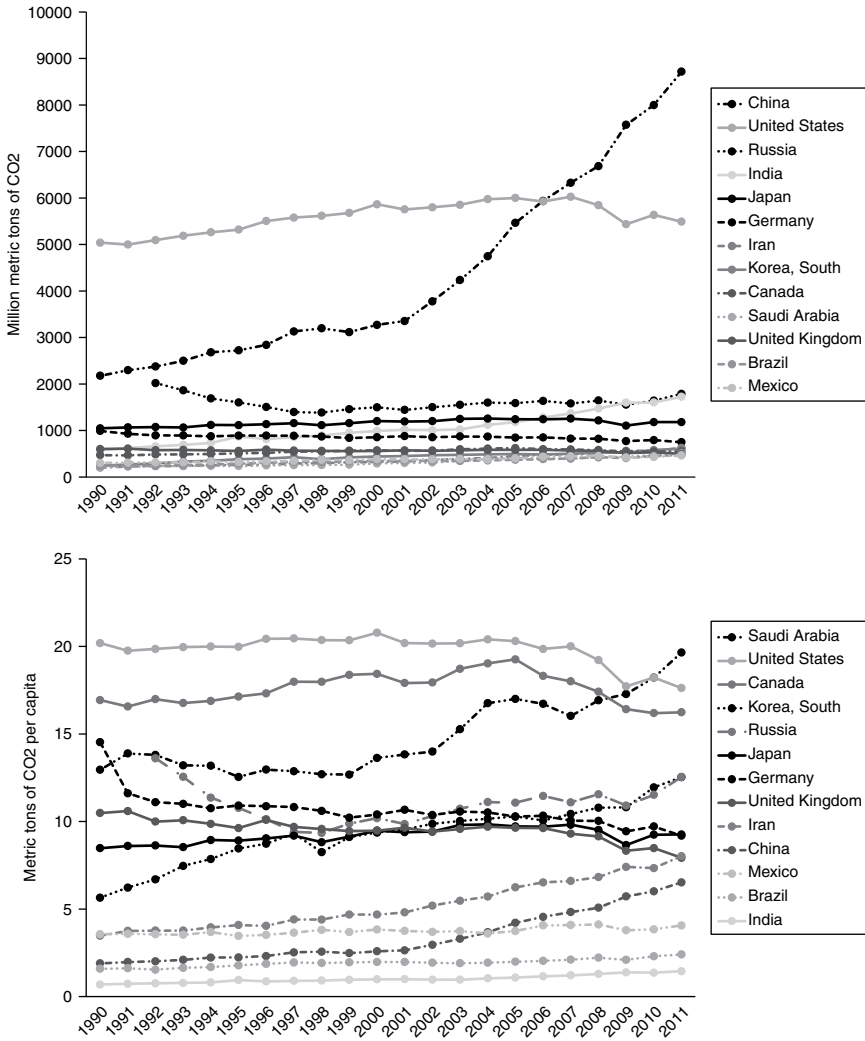 10000
9000
8000
7000
6000
5000
4000
3000
2000
1000
0
Million metric tons of CO2
1990
1991
1992
1993
1994
1995
1996
1997
1998
1999
2000
2001
2002
2003
2004
2005
2006
2007
2008
2009
2010
2011
China
United States
Russia
India
Japan
Germany
Iran
Korea, South
Canada
Saudi Arabia
United Kingdom
Brazil
Mexico
25
20
15
10
5
0
Metric tons of CO2 per capita
1990
1991
1992
1993
1994
1995
1996
1997
1998
1999
2000
2001
2002
2003
2004
2005
2006
2007
2008
2009
2010
2011
Saudi Arabia
United States
Canada
Korea, South
Russia
Japan
Germany
United Kingdom
Iran
China
Mexico
Brazil
India